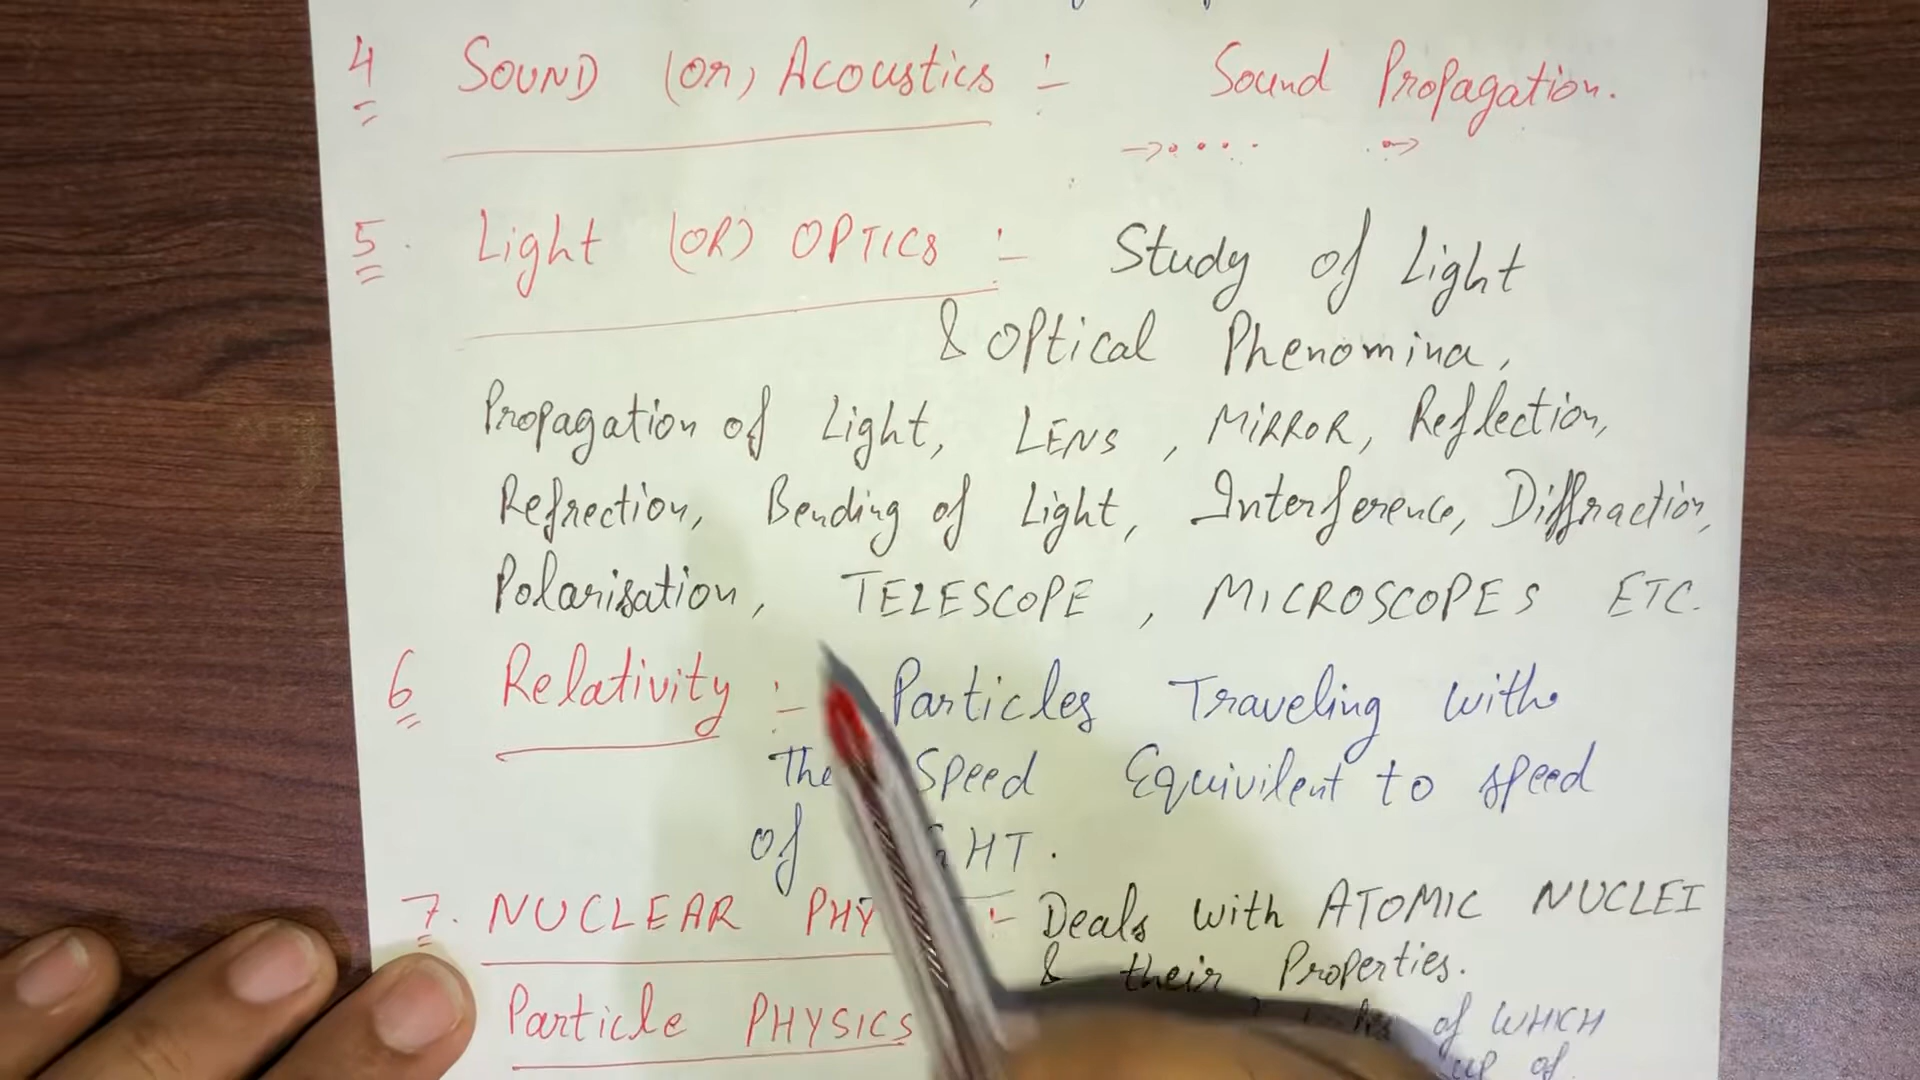 4 SOUND (or) Acoustics :- Sound Propagation.
5. Light (OR) OPTICS :- Study of Light
& Optical Phenomina,
Propagation of Light, LENS, MIRROR, Reflection,
Refrection, Bending of Light, Interference, Diffraction,
Polarisation, TELESCOPE, MICROSCOPES ETC.
6 Relativity :- Particles Traveling with
The Speed Equivilent to speed
of
7. NUCLEAR :- Deals with ATOMIC NUCLEI
& their Properties.
Particle PHYSICS of WHICH
up of